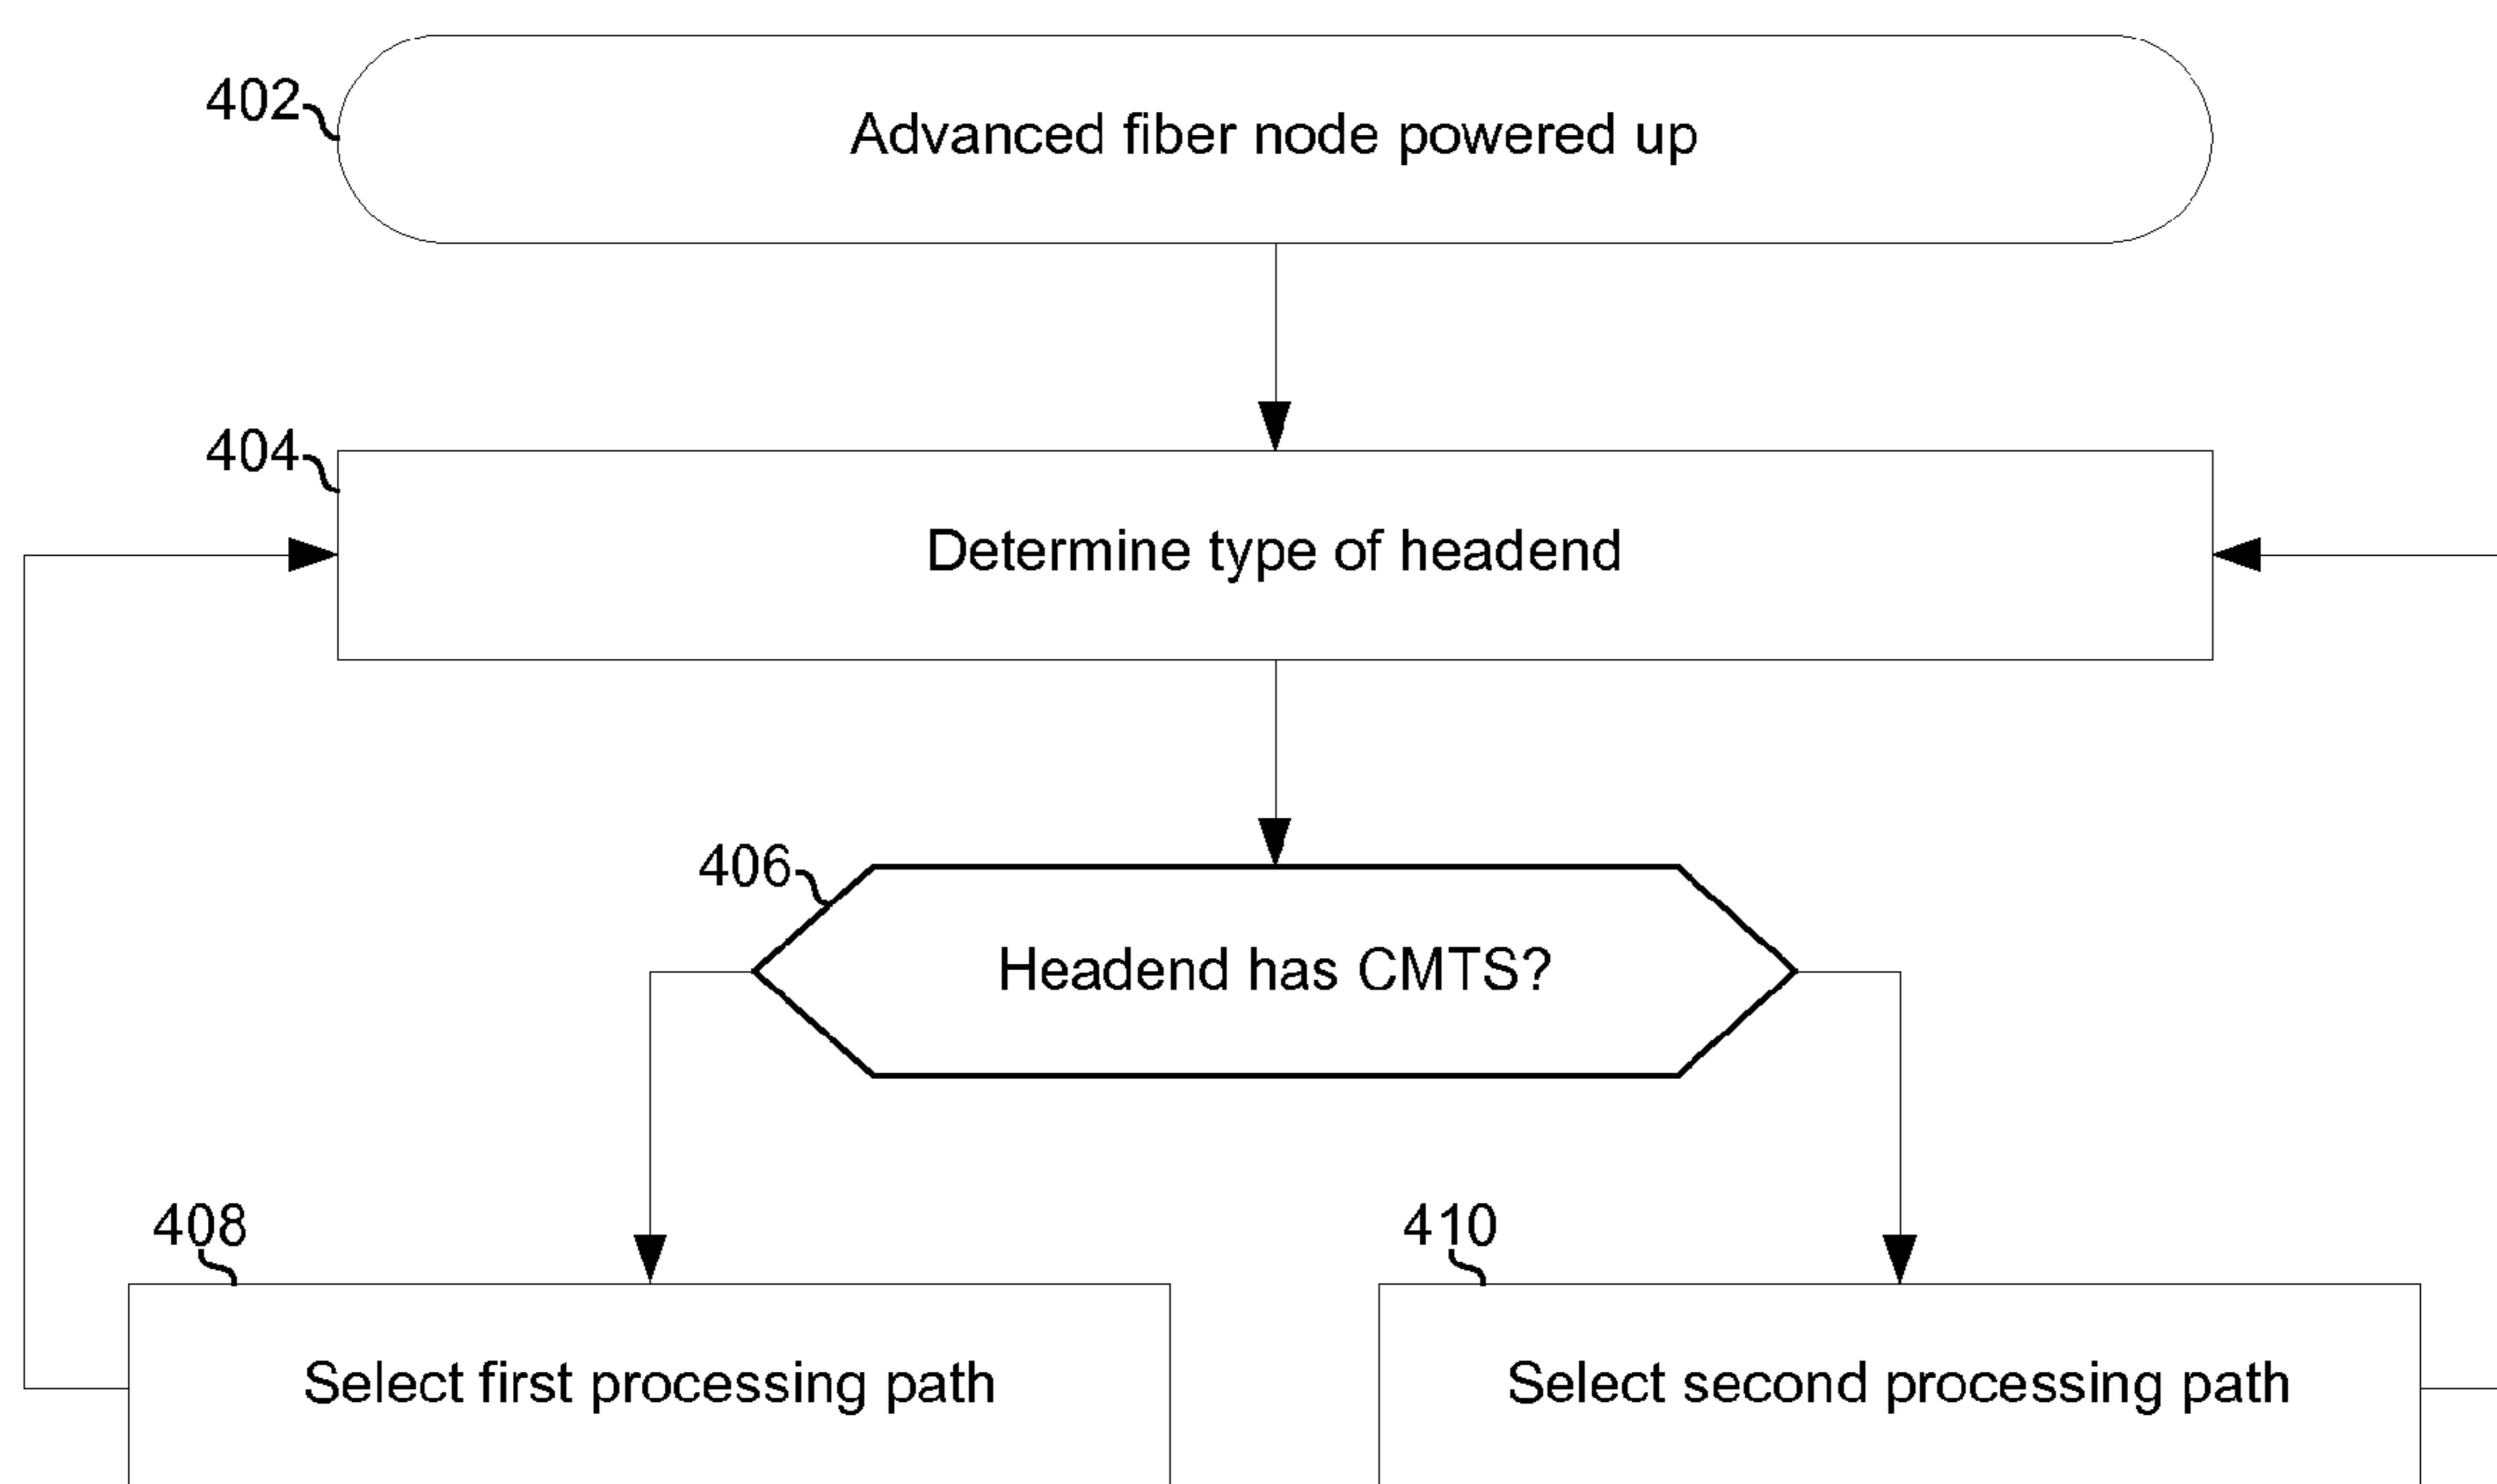 402
Advanced fiber node powered up
404
Determine type of headend
406
Headend has CMTS?
408
410
Select first processing path
Select second processing path